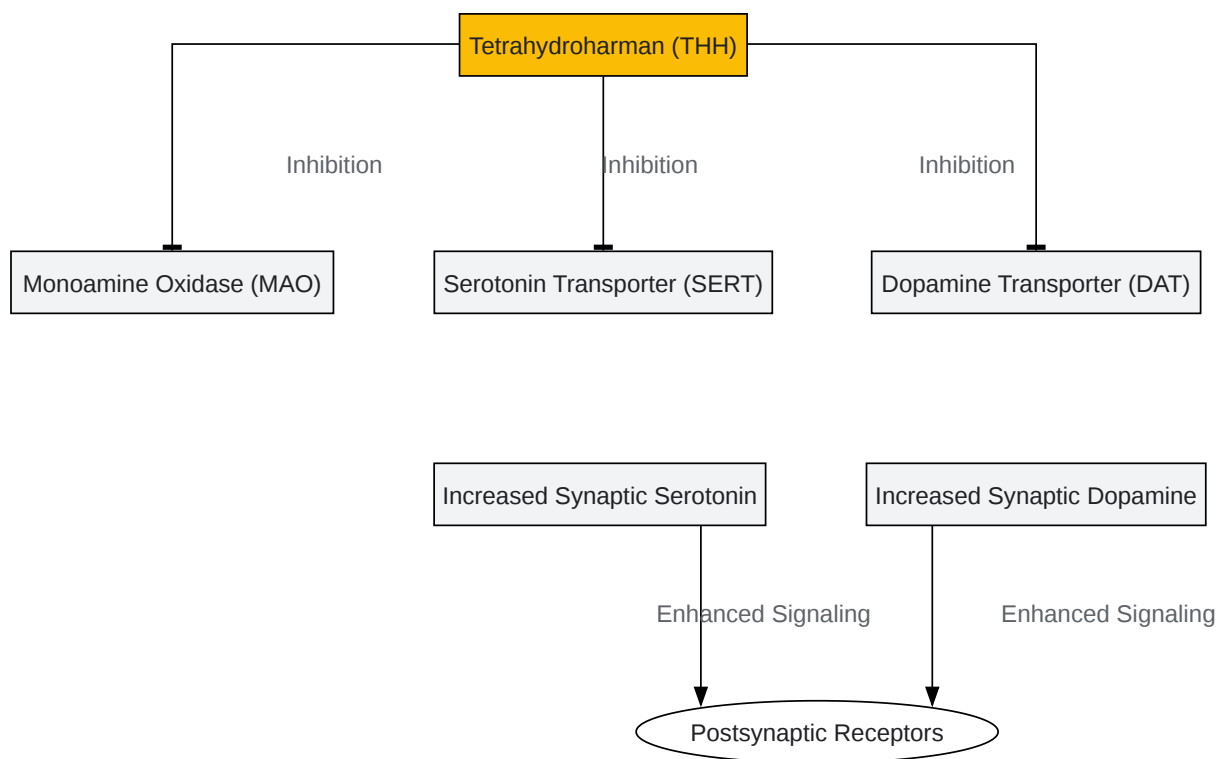 Tetrahydroharman (THH)
Inhibition
Inhibition
Inhibition
Monoamine Oxidase (MAO)
Serotonin Transporter (SERT)
Dopamine Transporter (DAT)
Increased Synaptic Serotonin
Increased Synaptic Dopamine
Enhanced Signaling
Enhanced Signaling
Postsynaptic Receptors